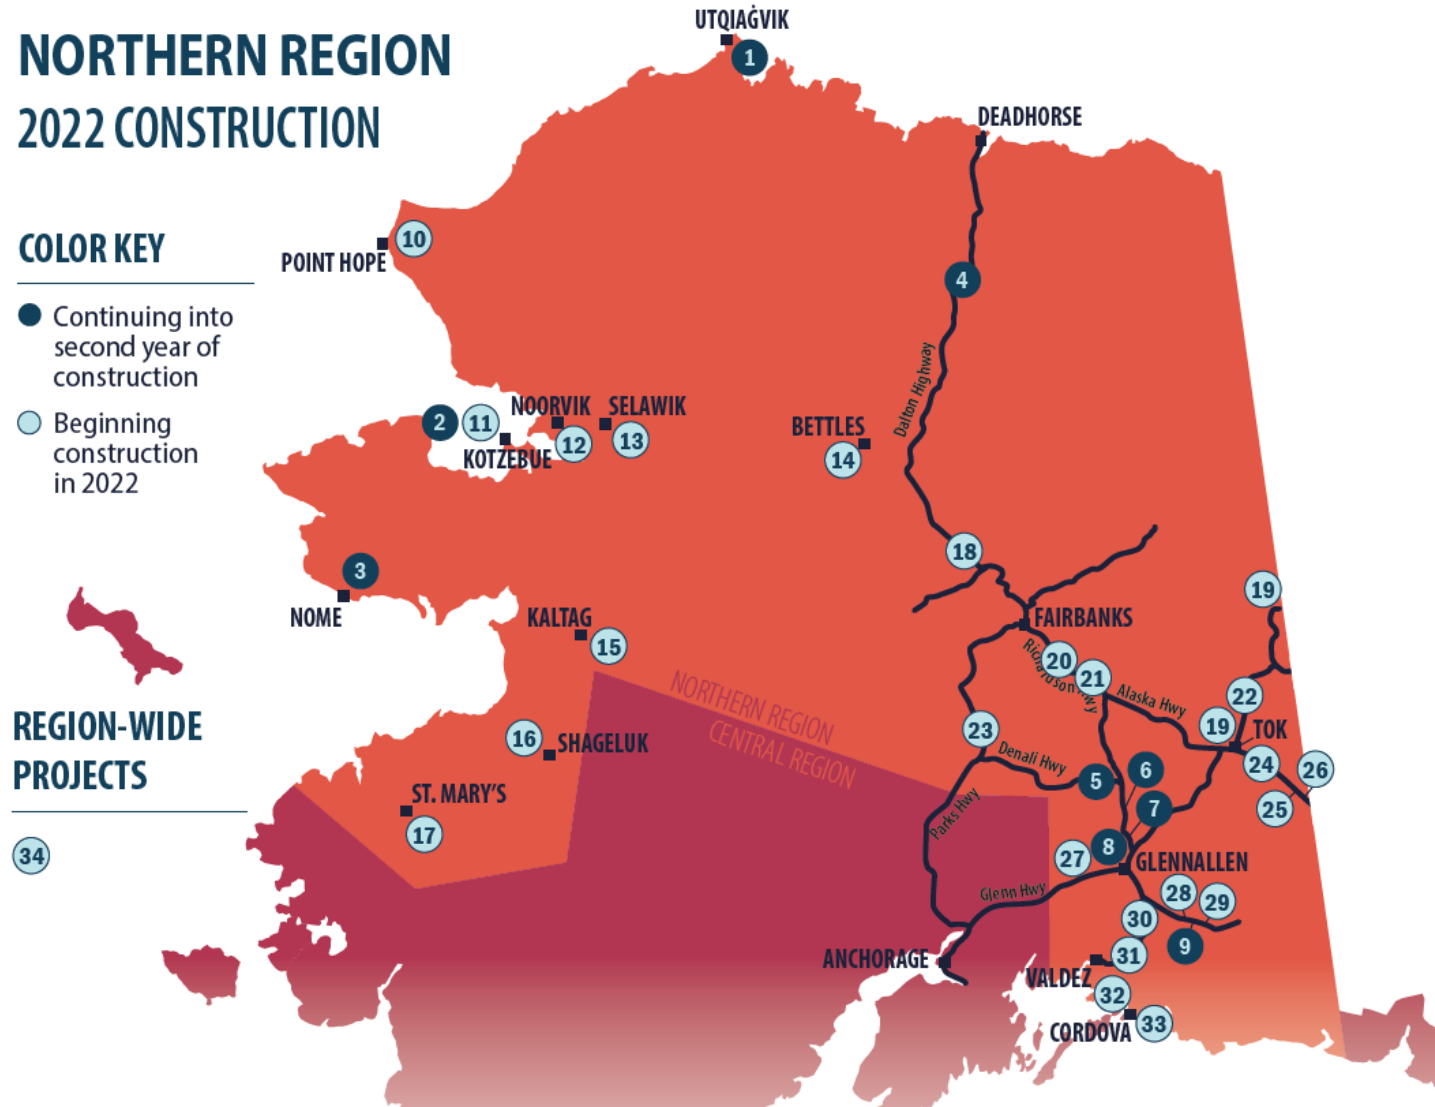 NORTHERN REGION
2022 CONSTRUCTION
COLOR KEY
Continuing into
second year of
construction
Beginning
construction
in 2022
REGION-WIDE
PROJECTS
34
UTQIAĠVIK
1
DEADHORSE
10
POINT HOPE
4
Dalton Highway
NOORVIK
SELAWIK
2
11
12
13
KOTZEBUE
BETTLES
14
18
3
NOME
19
KALTAG
15
FAIRBANKS
Richardson Hwy
20
21
Alaska Hwy
22
NORTHERN REGION
CENTRAL REGION
16
SHAGELUK
23
Denali Hwy
19
TOK
24
26
25
5
6
7
8
ST. MARY'S
17
Parks Hwy
27
GLENNALLEN
Glenn Hwy
28
29
30
9
31
ANCHORAGE
VALDEZ
32
CORDOVA
33